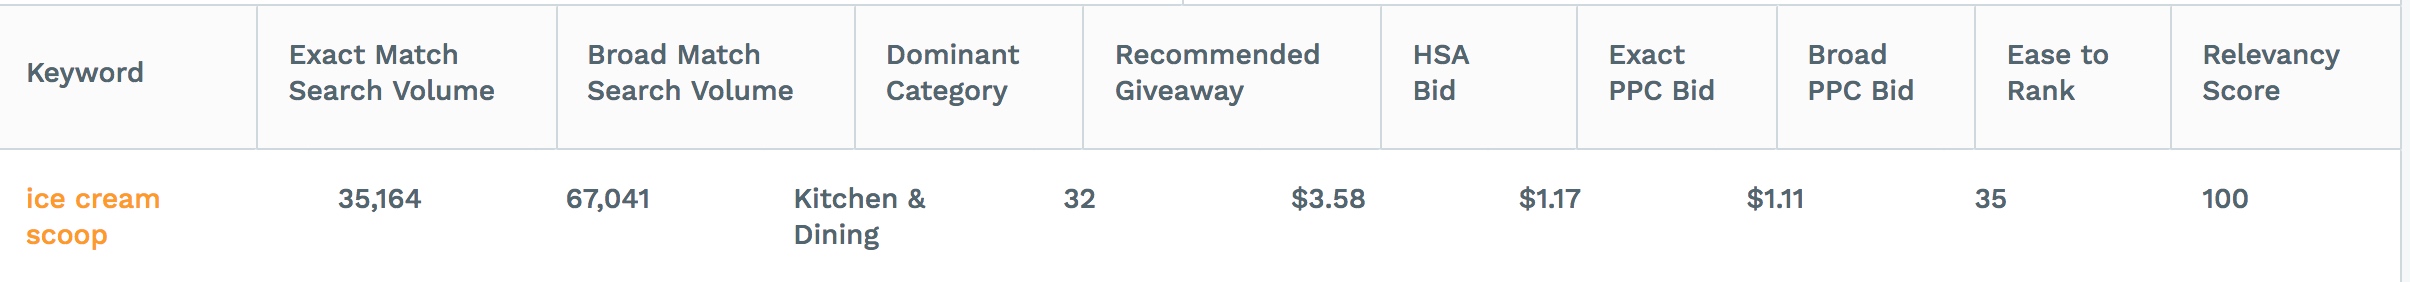 Keyword
Exact Match
Search Volume
Broad Match
Search Volume
Dominant
Category
Recommended
Giveaway
HSA
Bid
Exact
PPC Bid
Broad
PPC Bid
Ease to
Rank
Relevancy
Score
ice cream
scoop
35,164
67,041
Kitchen &
Dining
32
$3.58
$1.17
$1.11
35
100